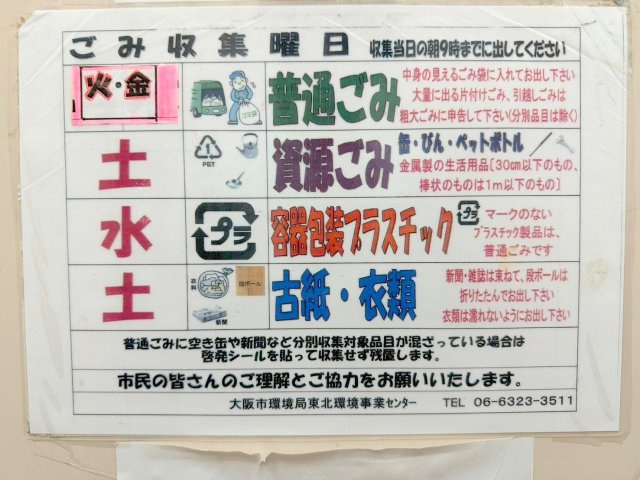 ごみ収集曜日 収集当日の朝9時までに出してください
火・金 普通ごみ 中身の見えるごみ袋に入れてお出し下さい
大量に出る片付けごみ、引越しごみは
粗大ごみに申告して下さい(分別品目は除く)
土 1 PET 資源ごみ 缶・びん・ペットボトル
金属製の生活用品〔30cm以下のもの、
棒状のものは1m以下のもの〕
水 プラ 容器包装プラスチック プラ マークのない
プラスチック製品は、
普通ごみです
土 衣料 段ボール 新聞 古紙・衣類 新聞・雑誌は束ねて、段ボールは
折りたたんでお出し下さい
衣類は濡れないようにお出し下さい
普通ごみに空き缶や新聞など分別収集対象品目が混ざっている場合は
啓発シールを貼って収集せず残置します。
市民の皆さんのご理解とご協力をお願いいたします。
大阪市環境局東北環境事業センター TEL 06-6323-3511